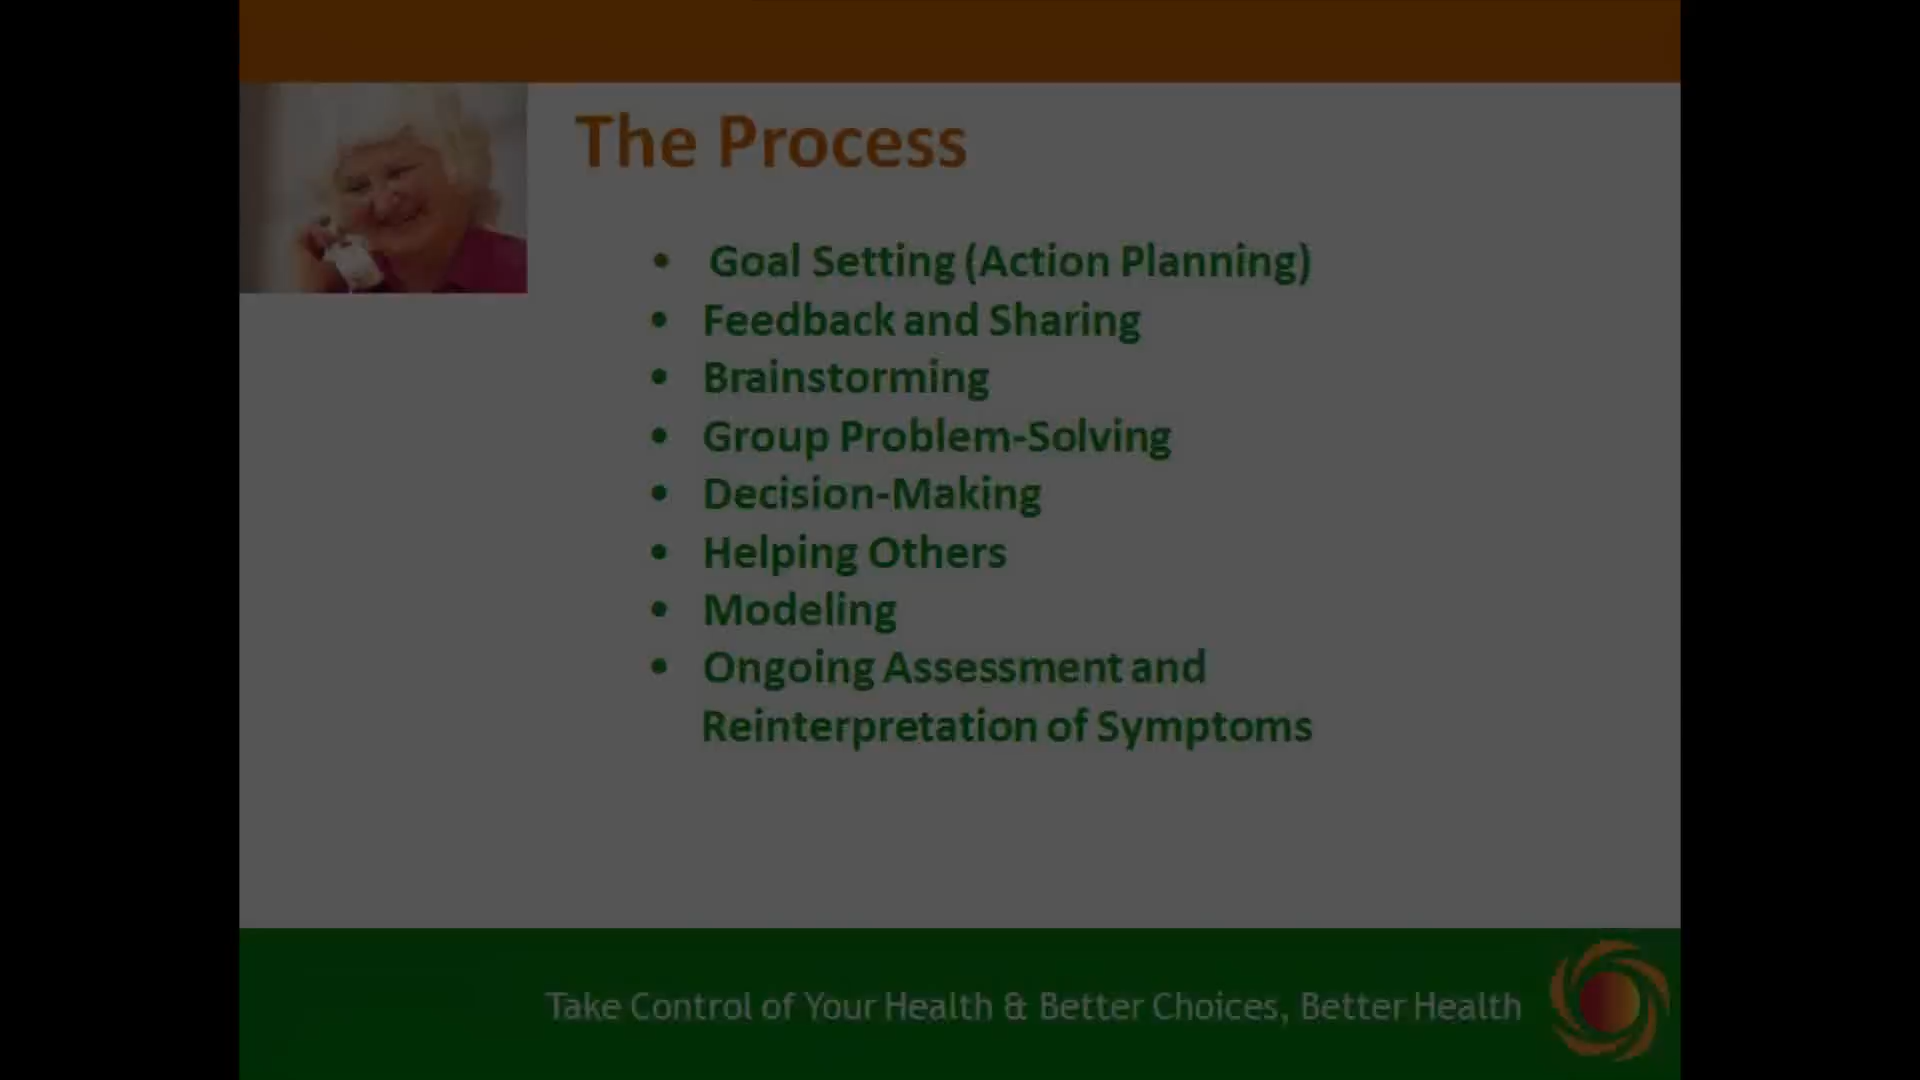 The Process
• Goal Setting (Action Planning)
• Feedback and Sharing
• Brainstorming
• Group Problem-Solving
• Decision-Making
• Helping Others
• Modeling
• Ongoing Assessment and
Reinterpretation of Symptoms
Take Control of Your Health & Better Choices, Better Health